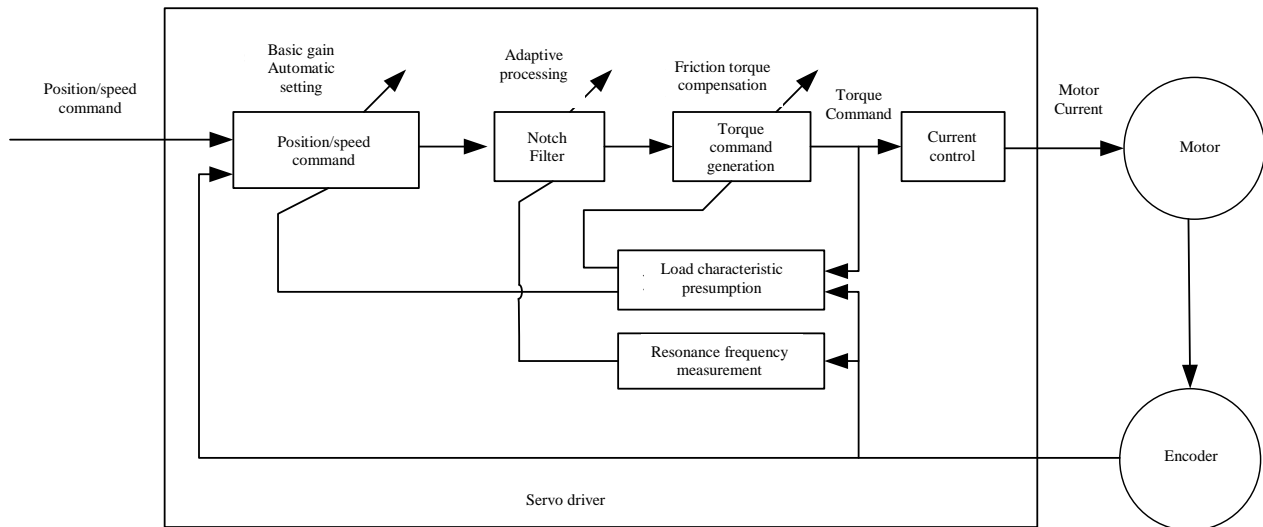 Basic gain
Automatic
setting
Adaptive
processing
Friction torque
compensation
Position/speed
command
Torque
Command
Motor
Current
Position/speed
command
Notch
Filter
Torque
command
generation
Current
control
Motor
Load characteristic
presumption
Resonance frequency
measurement
Encoder
Servo driver